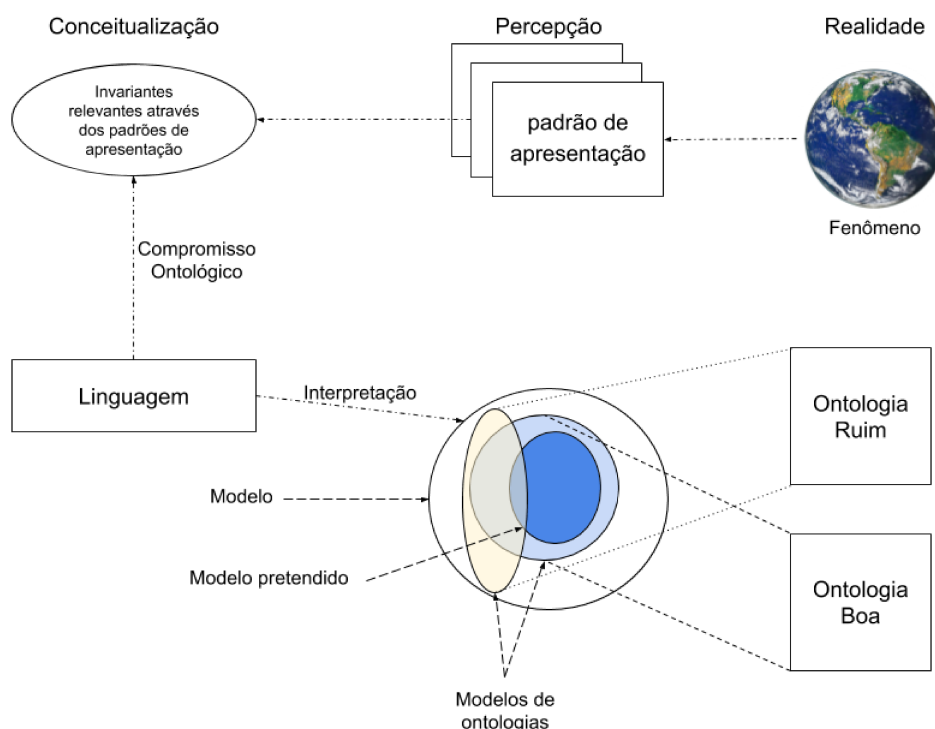 Conceitualização
Percepção
Realidade
Invariantes
relevantes através
dos padrões de
apresentação
padrão de
apresentação
Fenômeno
Compromisso
Ontológico
Linguagem
Interpretação
Ontologia
Ruim
Modelo
Modelo pretendido
Ontologia
Boa
Modelos de
ontologias